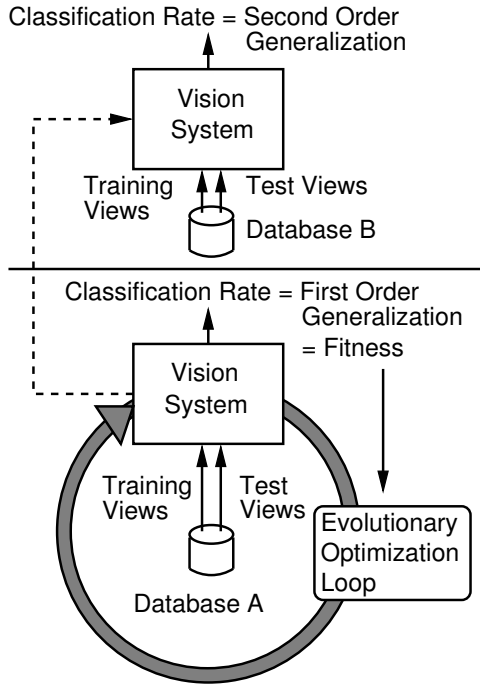 Classification Rate = Second Order
Generalization
Vision
System
Training
Views
Test Views
Database B
Classification Rate = First Order
Generalization
= Fitness
Vision
System
Training
Views
Test
Views
Database A
Evolutionary
Optimization
Loop